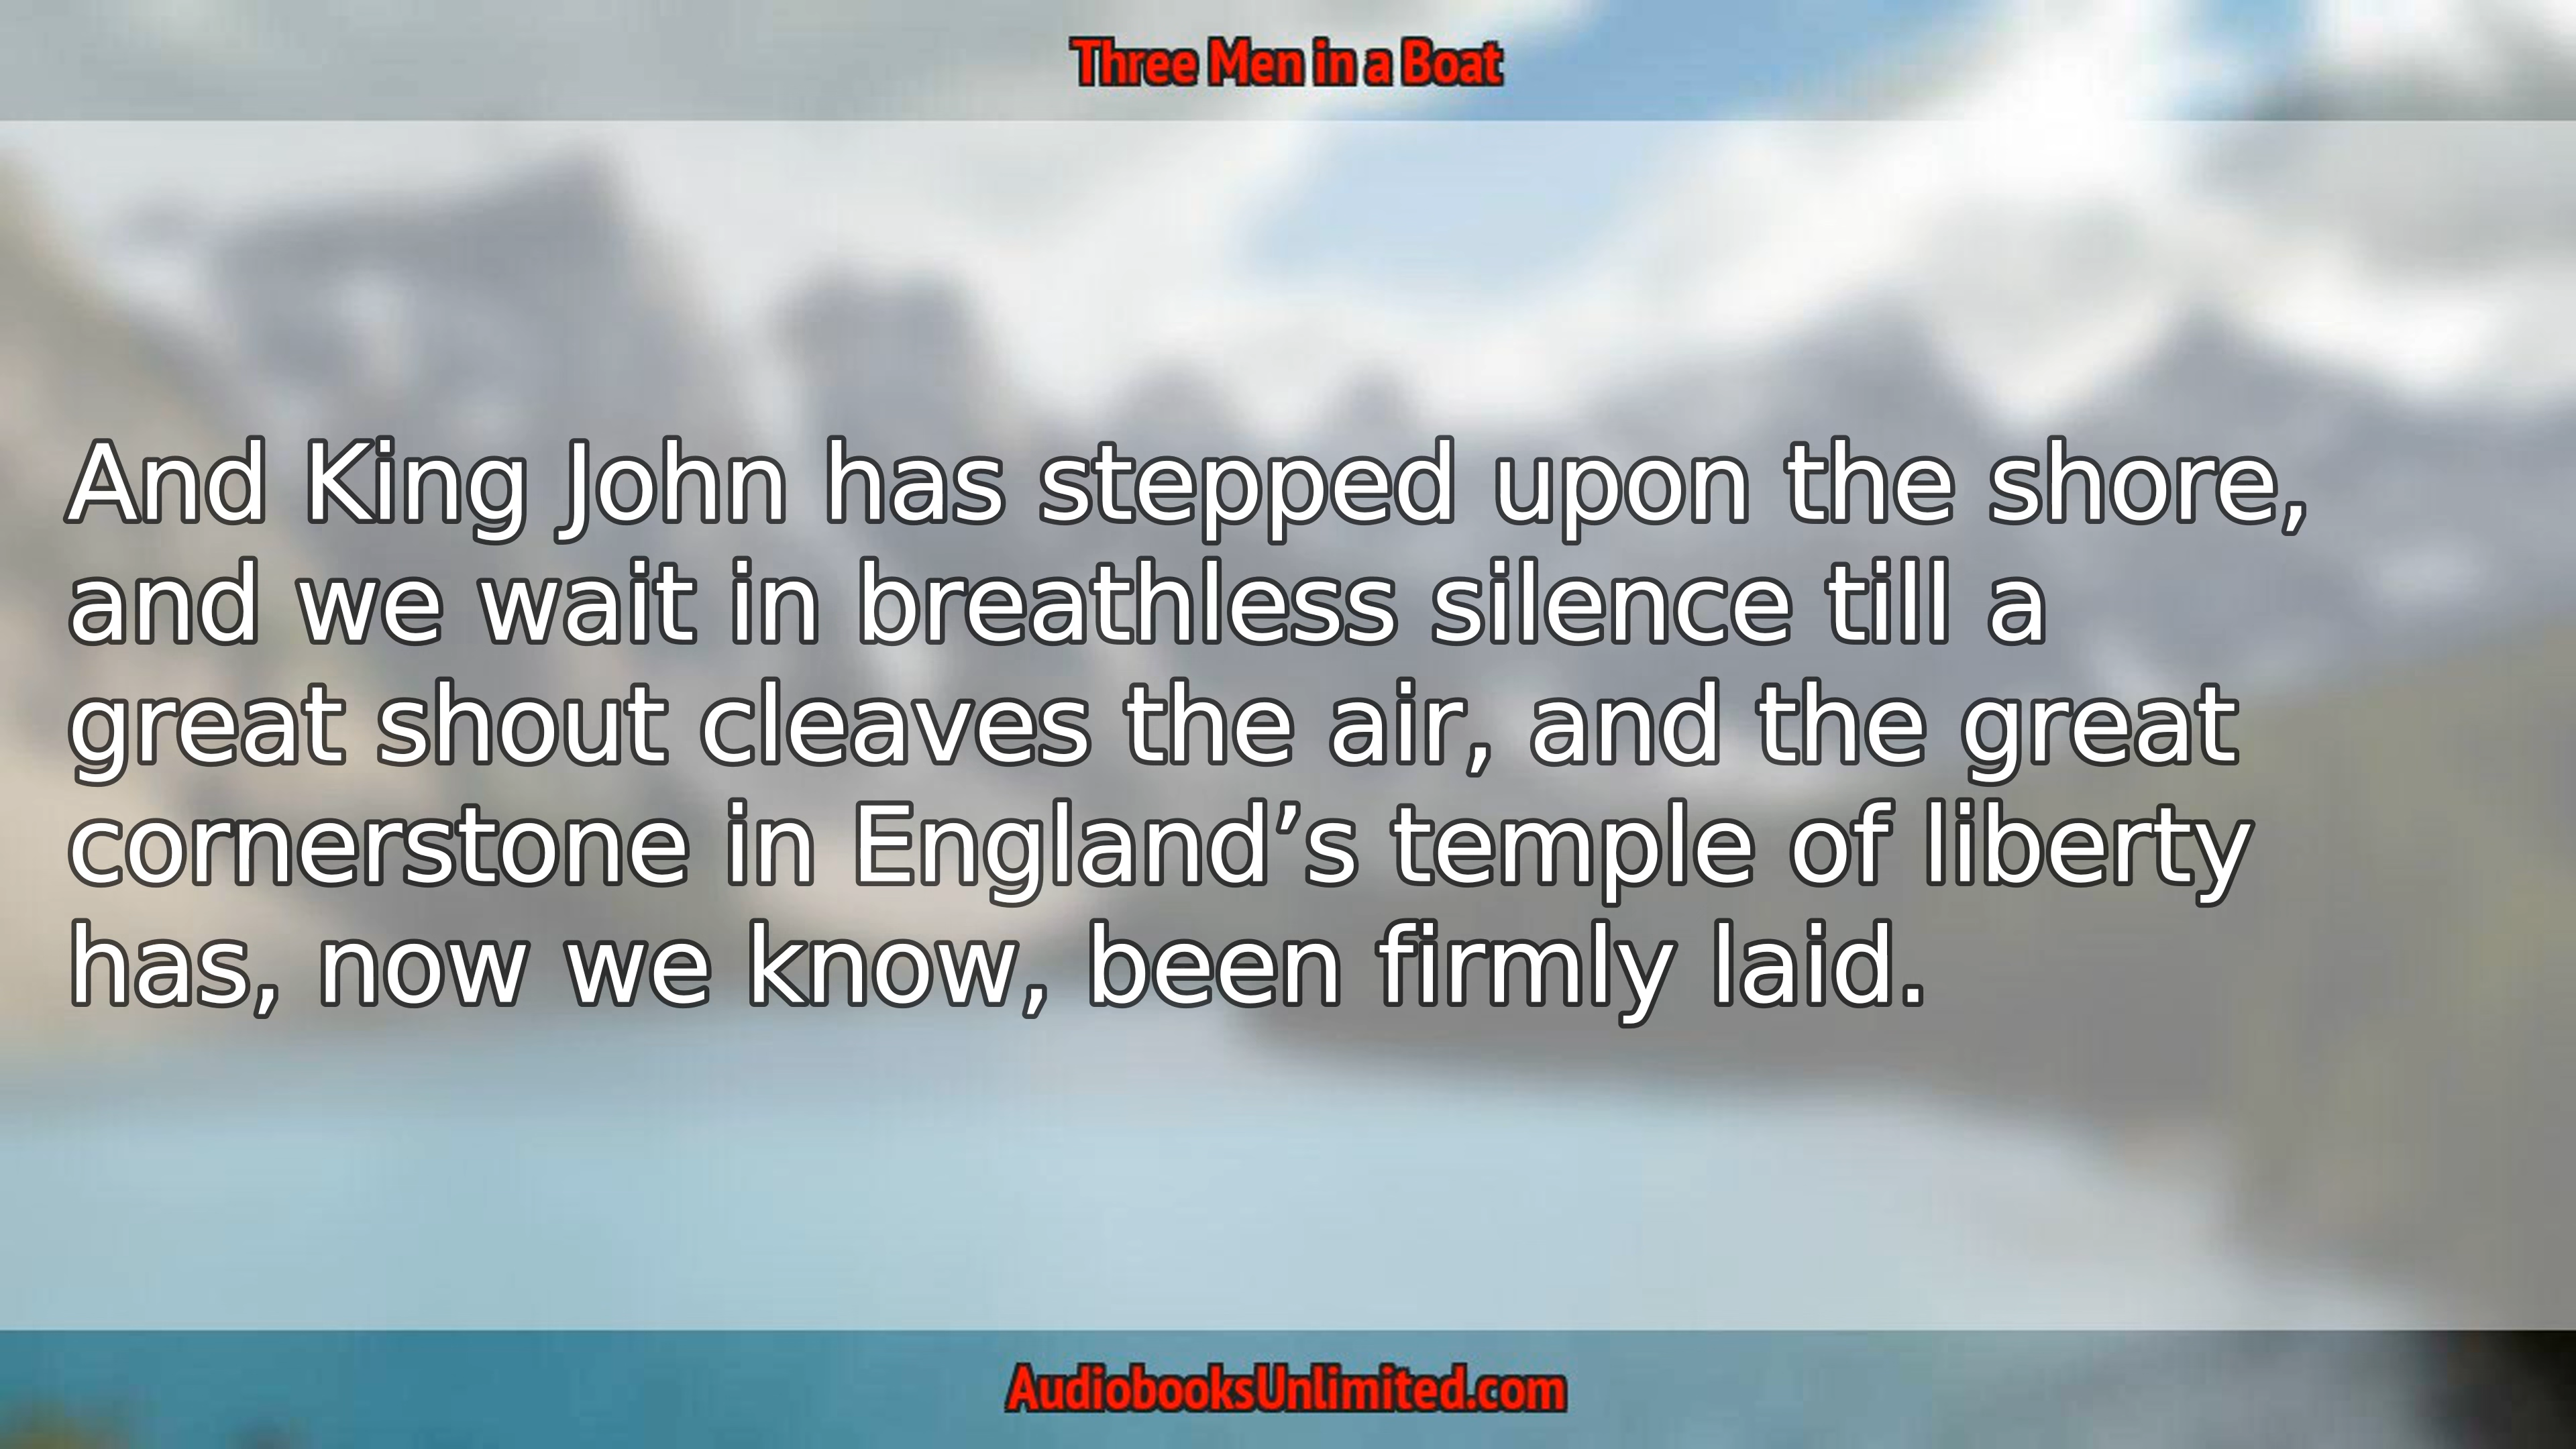 Three Men in a Boat
And King John has stepped upon the shore,
and we wait in breathless silence till a
great shout cleaves the air, and the great
cornerstone in England’s temple of liberty
has, now we know, been firmly laid.
AudiobooksUnlimited.com